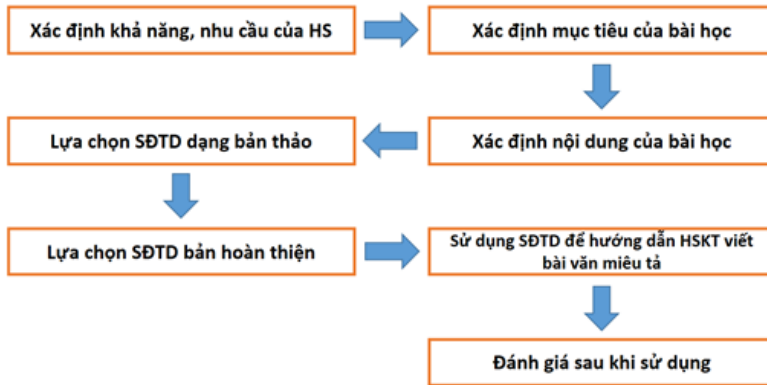 Xác định khả năng, nhu cầu của HS
Xác định mục tiêu của bài học
Xác định nội dung của bài học
Lựa chọn SĐTD dạng bản thảo
Lựa chọn SĐTD bản hoàn thiện
Sử dụng SĐTD để hướng dẫn HSKT viết
bài văn miêu tả
Đánh giá sau khi sử dụng